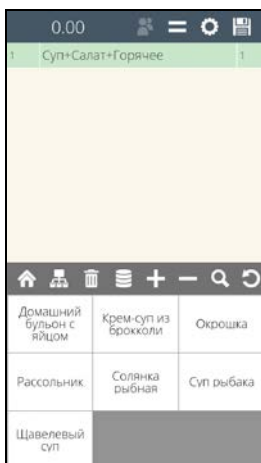 0.00
1 Суп+Салат+Горячее 1
Домашний
бульон с
яйцом
Крем-суп из
брокколи
Окрошка
Рассольник
Солянка
рыбная
Суп рыбака
Щавелевый
суп